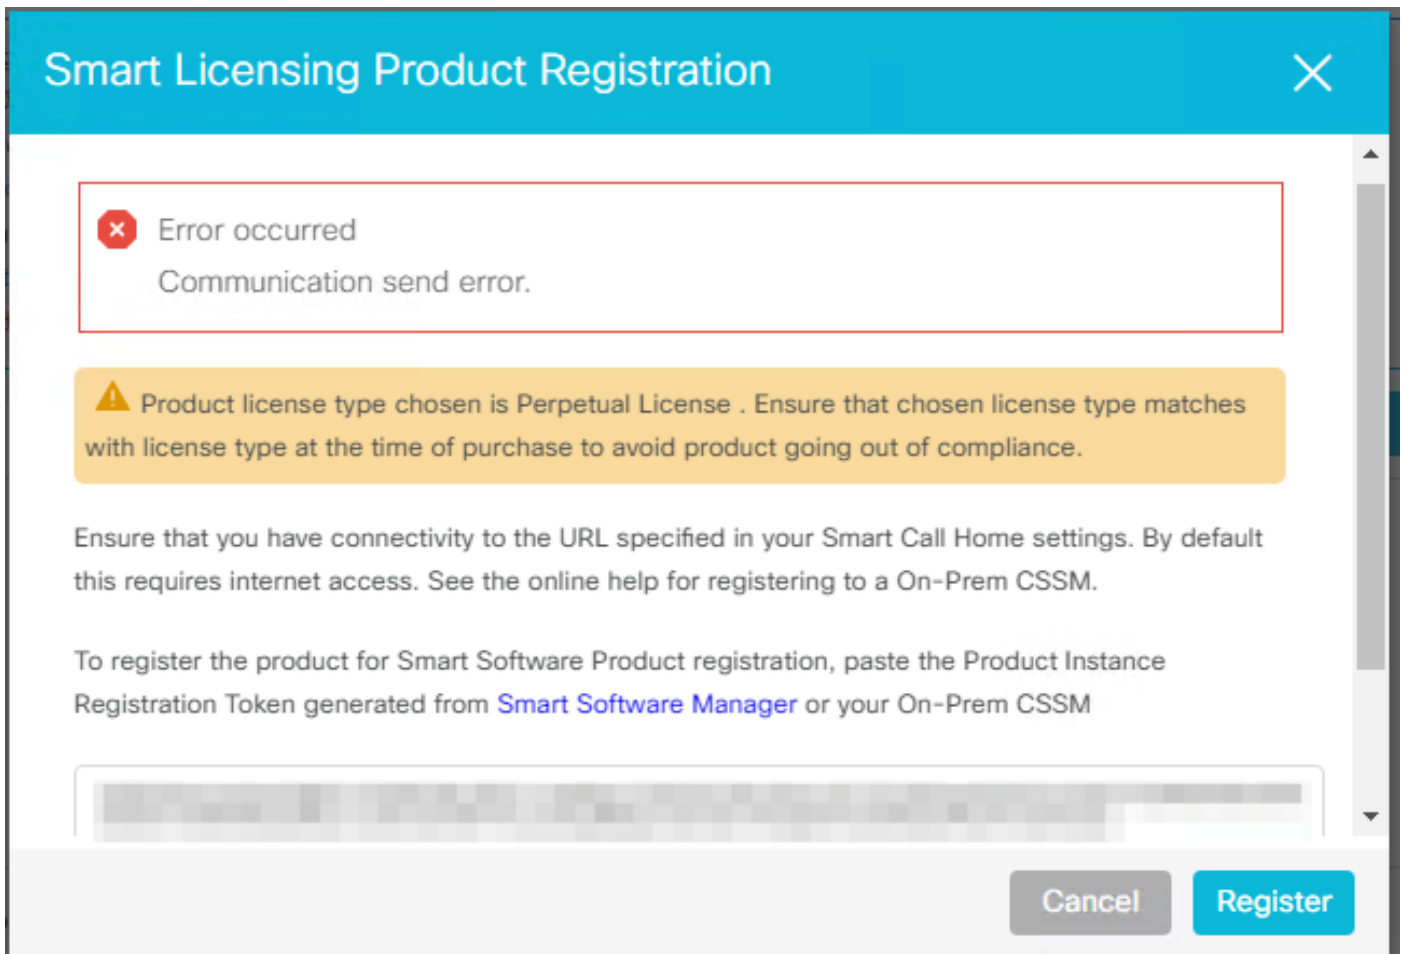 Smart Licensing Product Registration
Error occurred
Communication send error.
Product license type chosen is Perpetual License . Ensure that chosen license type matches
with license type at the time of purchase to avoid product going out of compliance.
Ensure that you have connectivity to the URL specified in your Smart Call Home settings. By default
this requires internet access. See the online help for registering to a On-Prem CSSM.
To register the product for Smart Software Product registration, paste the Product Instance
Registration Token generated from Smart Software Manager or your On-Prem CSSM
Cancel
Register